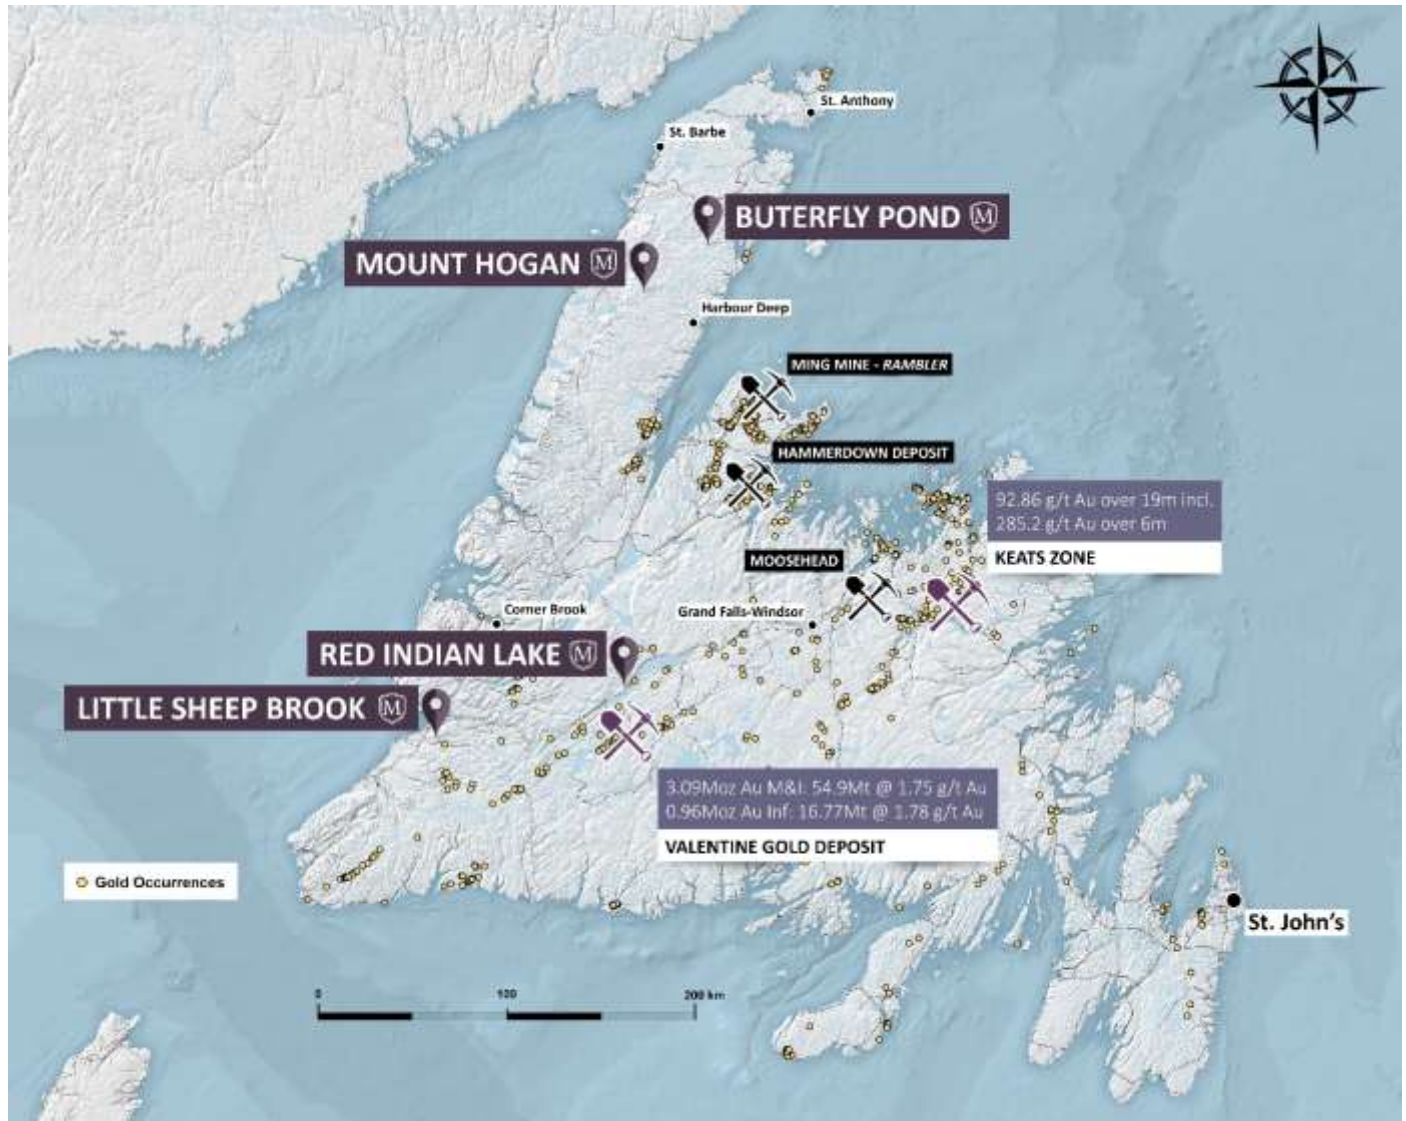 St. Anthony
St. Barbe
BUTERFLY POND M
MOUNT HOGAN M
Harbour Deep
MING MINE - RAMBLER
HAMMERDOWN DEPOSIT
92.86 g/t Au over 19m incl.
285.2 g/t Au over 6m
KEATS ZONE
MOOSEHEAD
Corner Brook
Grand Falls-Windsor
RED INDIAN LAKE M
LITTLE SHEEP BROOK M
3.09Moz Au M&I: 54.9Mt @ 1.75 g/t Au
0.96Moz Au Inf: 16.77Mt @ 1.78 g/t Au
VALENTINE GOLD DEPOSIT
Gold Occurrences
St. John's
0 100 200 km